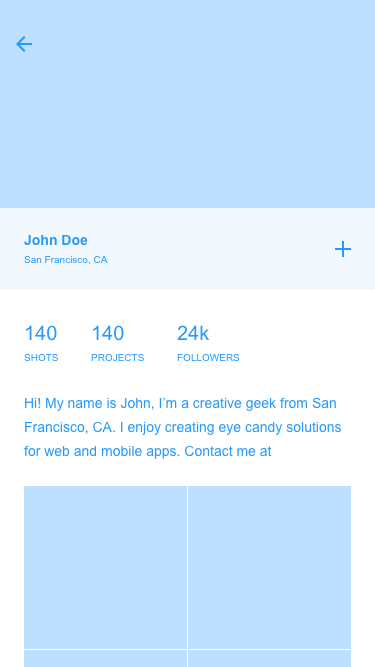 John Doe
San Francisco, CA
140 140 24k
SHOTS PROJECTS FOLLOWERS
Hi! My name is John, I`m a creative geek from San
Francisco, CA. I enjoy creating eye candy solutions
for web and mobile apps. Contact me at